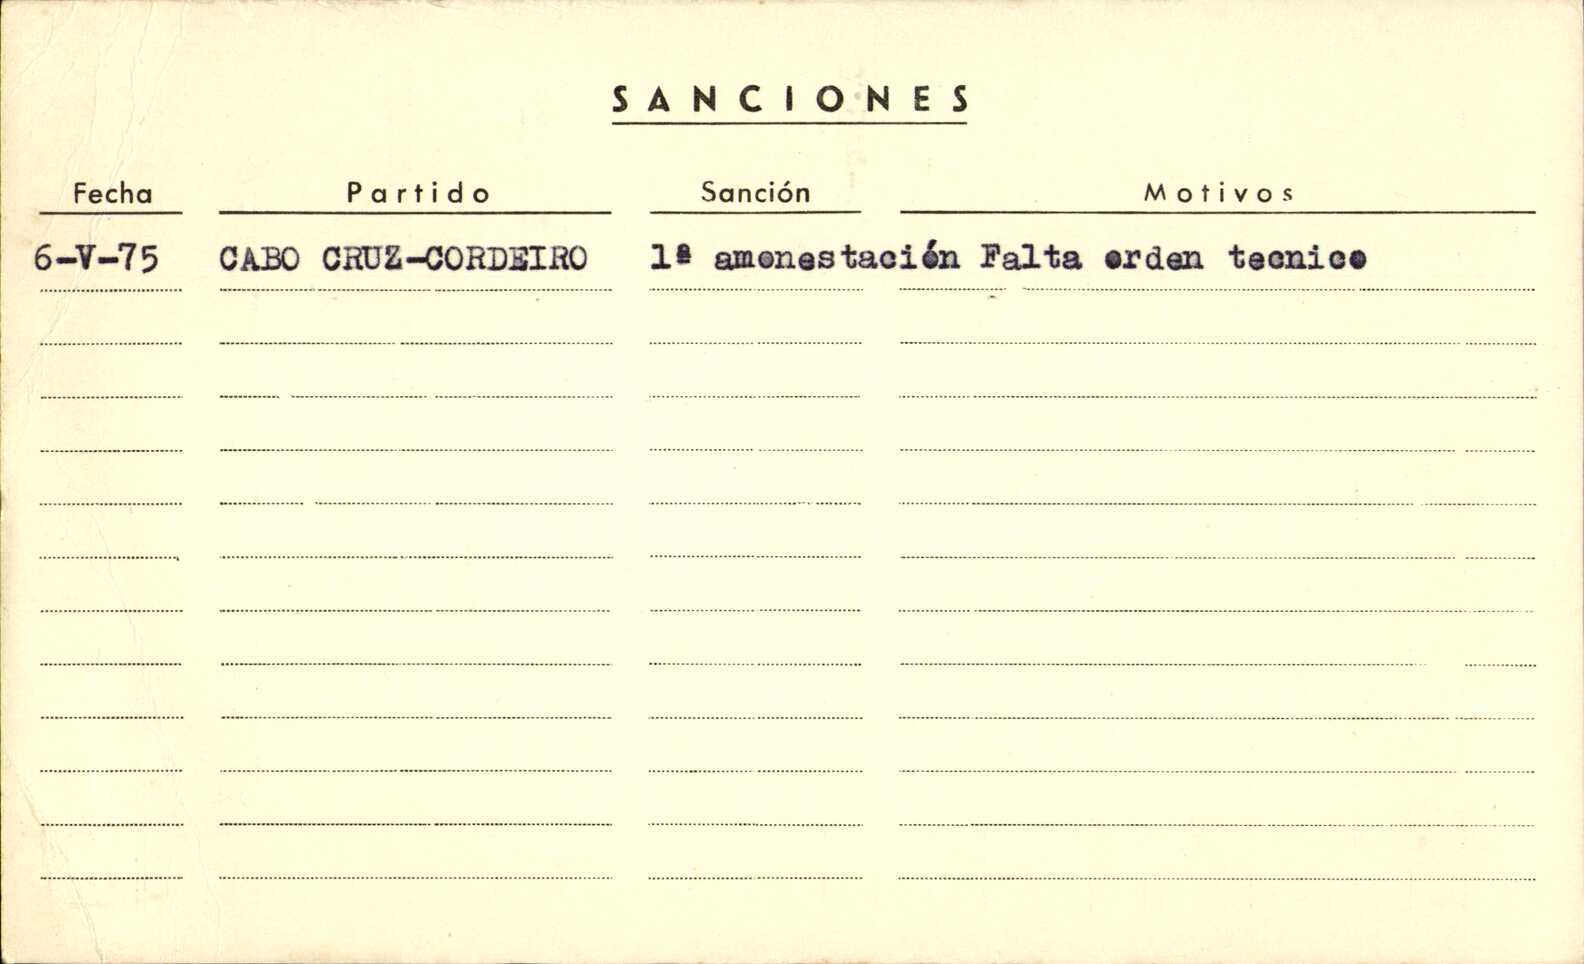 SANCIONES
Fecha Partido Sanción Motivos
6-V-75 CABO CRUZ-CORDEIRO 1ª amonestación Falta orden tecnico